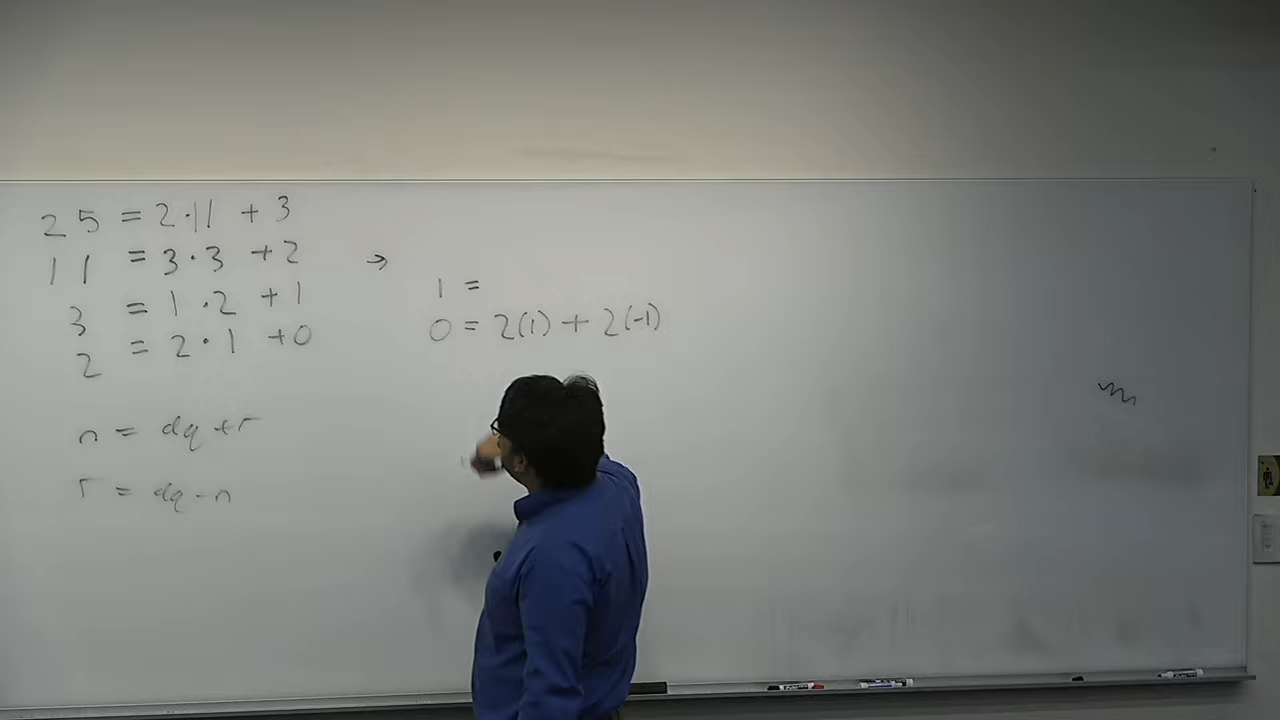 25 = 2·11 + 3
11 = 3·3 + 2
3 = 1·2 + 1
2 = 2·1 + 0
n = dq + r
r = dq - n
→
1 =
0 = 2(1) + 2(-1)